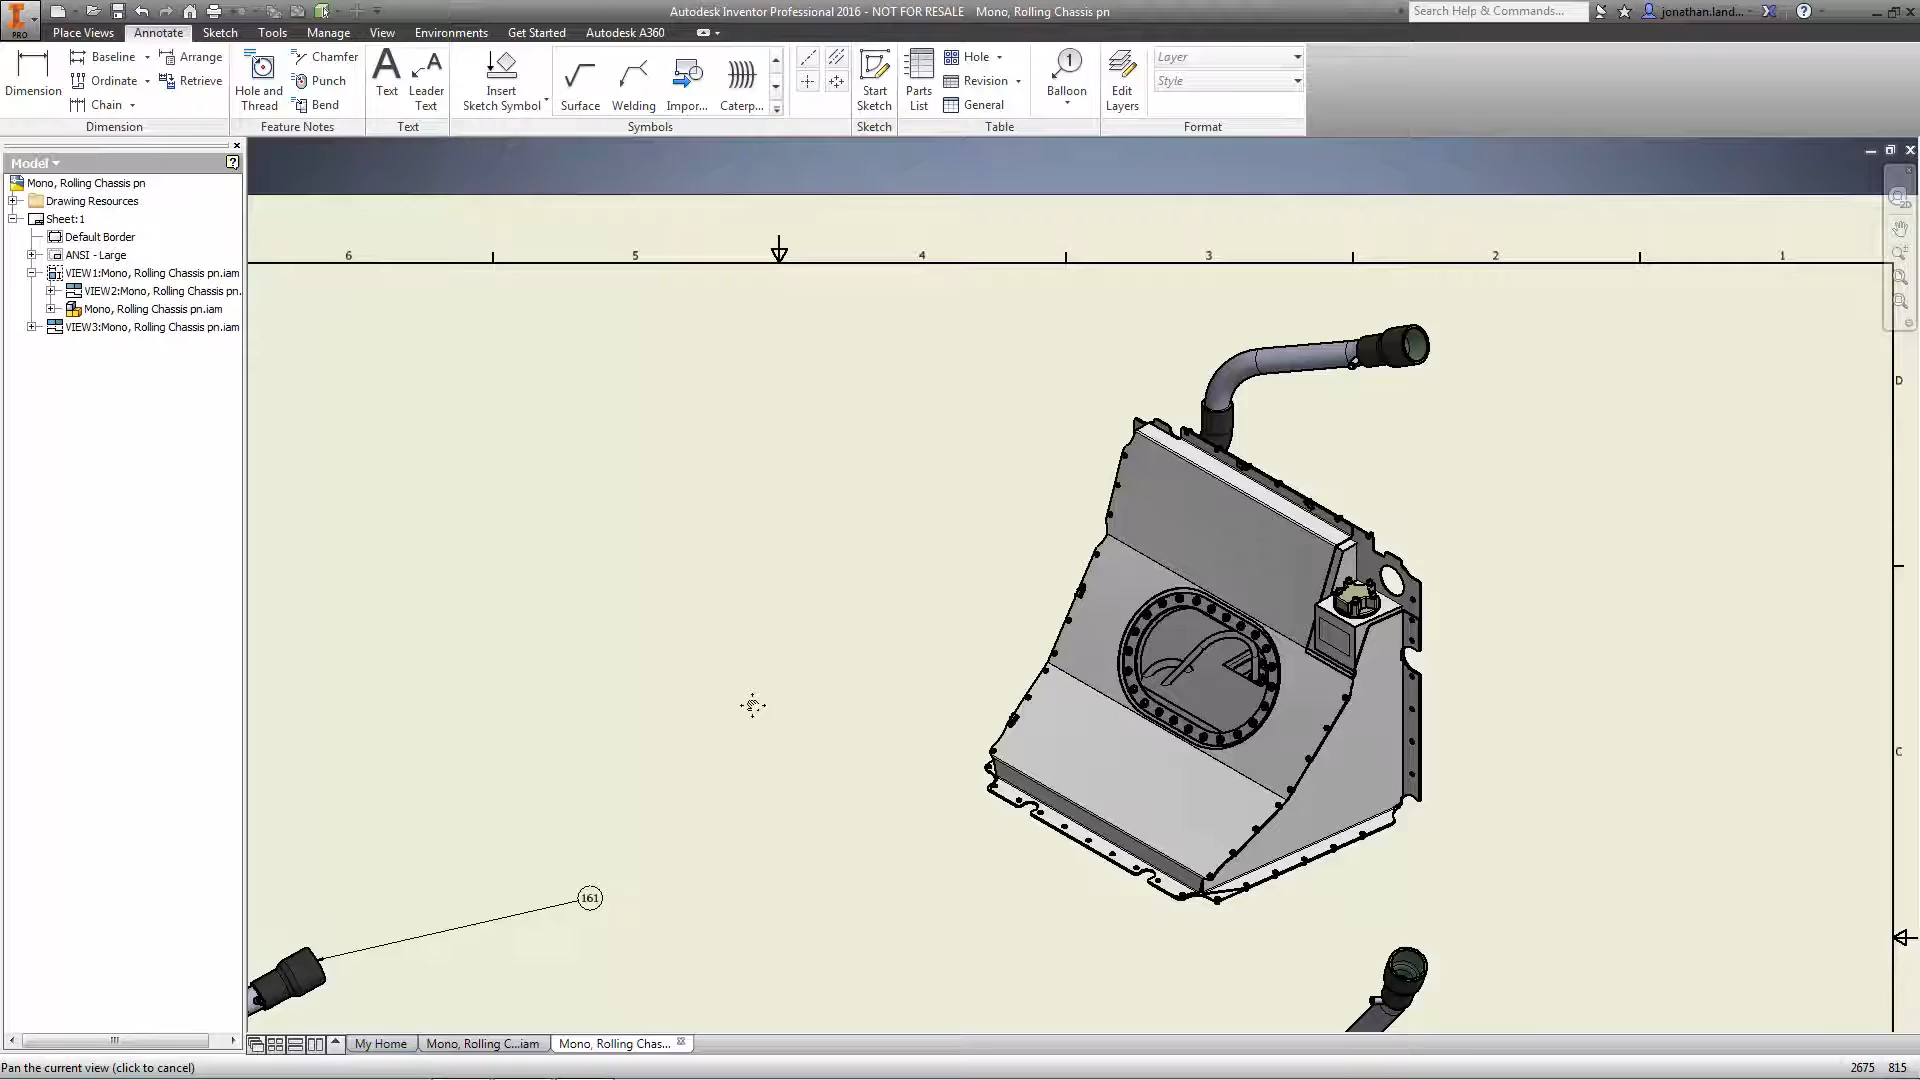 Autodesk Inventor Professional 2016 - NOT FOR RESALE Mono, Rolling Chassis pn
Search Help & Commands...
jonathan.land...
PRO
Place Views Annotate Sketch Tools Manage View Environments Get Started Autodesk A360
Dimension
Baseline
Ordinate
Chain
Arrange
Retrieve
Dimension
Hole and
Thread
Chamfer
Punch
Bend
Feature Notes
Text
Leader
Text
Text
Insert
Sketch Symbol
Surface
Welding
Impor...
Caterp...
Symbols
Start
Sketch
Sketch
Parts
List
Hole
Revision
General
Table
1
Balloon
Edit
Layers
Layer
Style
Format
Model
Mono, Rolling Chassis pn
Drawing Resources
Sheet:1
Default Border
ANSI - Large
VIEW1:Mono, Rolling Chassis pn.iam
VIEW2:Mono, Rolling Chassis pn.
Mono, Rolling Chassis pn.iam
VIEW3:Mono, Rolling Chassis pn.iam
2D
6 5 4 3 2 1
D
C
161
My Home
Mono, Rolling C...iam
Mono, Rolling Chas...
Pan the current view (click to cancel)
2675 815